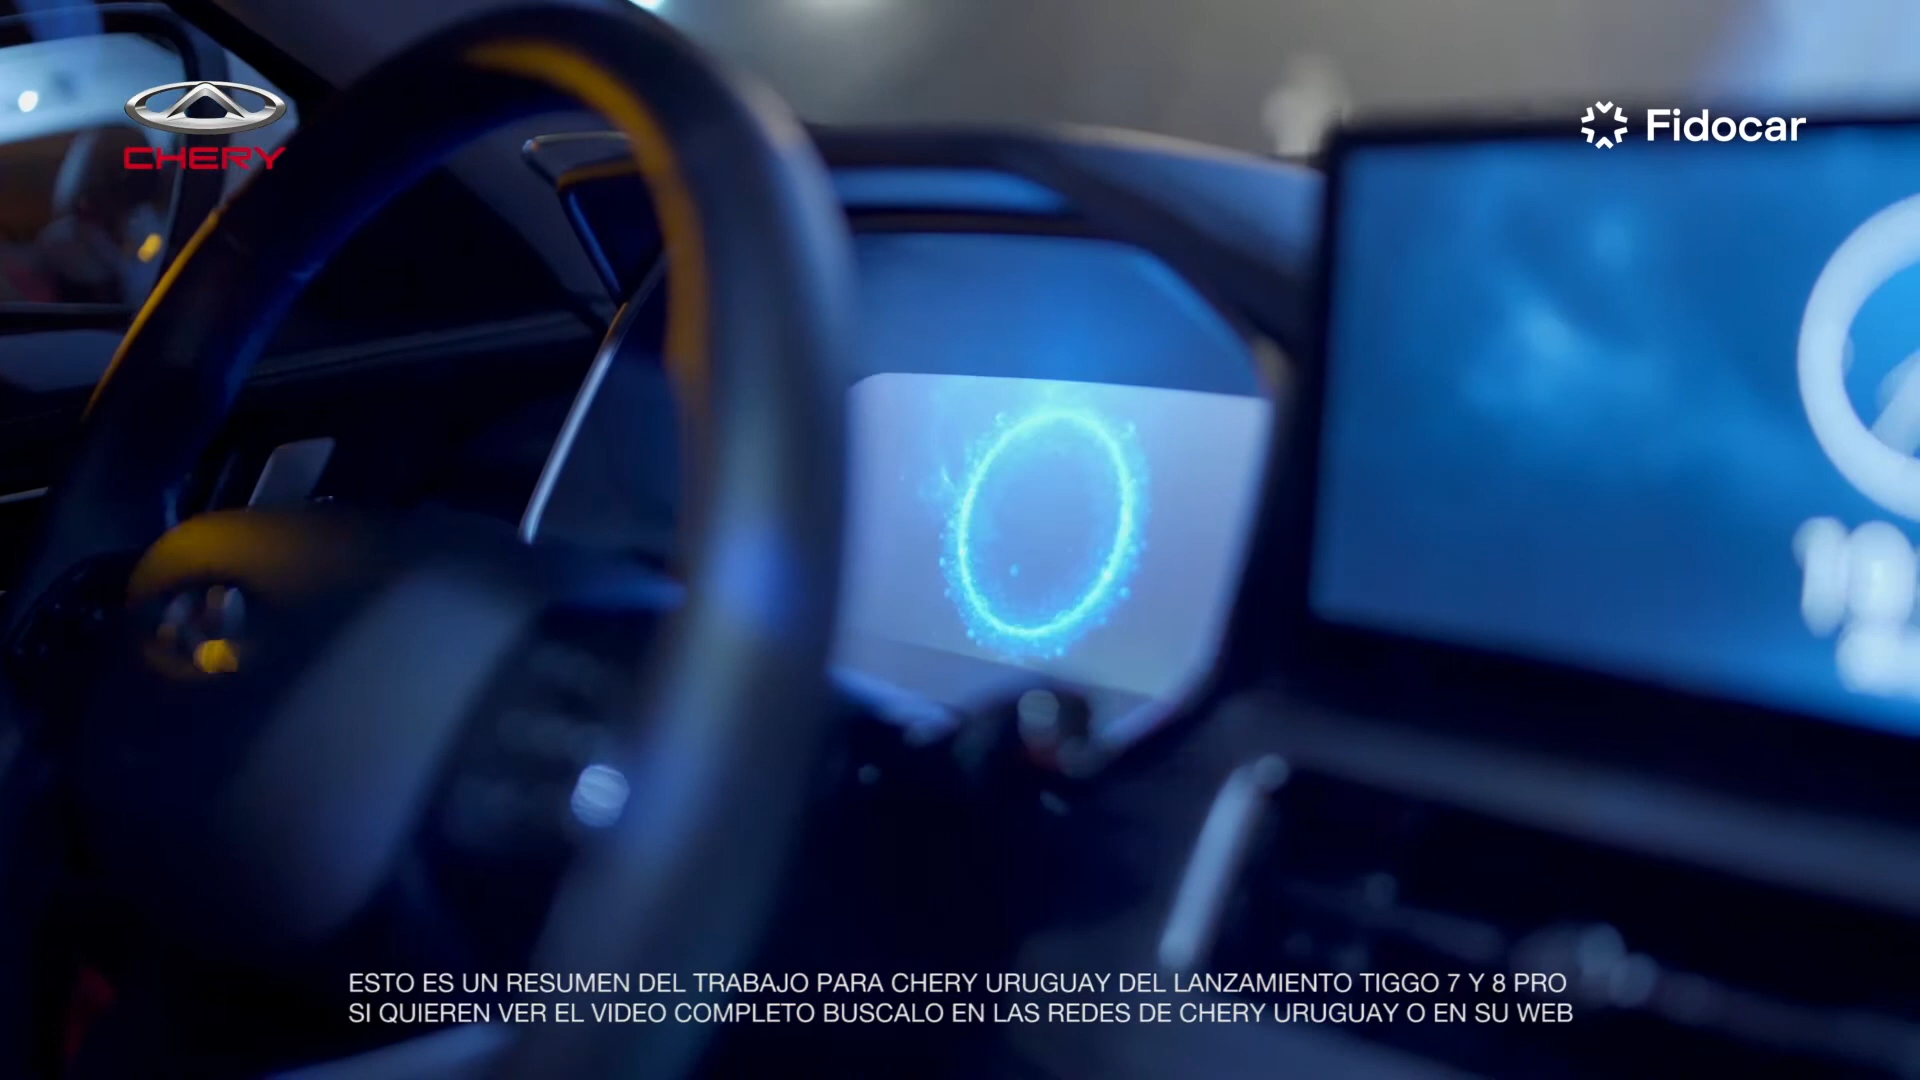 CHERY
Fidocar
ESTO ES UN RESUMEN DEL TRABAJO PARA CHERY URUGUAY DEL LANZAMIENTO TIGGO 7 Y 8 PRO
SI QUIEREN VER EL VIDEO COMPLETO BUSCALO EN LAS REDES DE CHERY URUGUAY O EN SU WEB